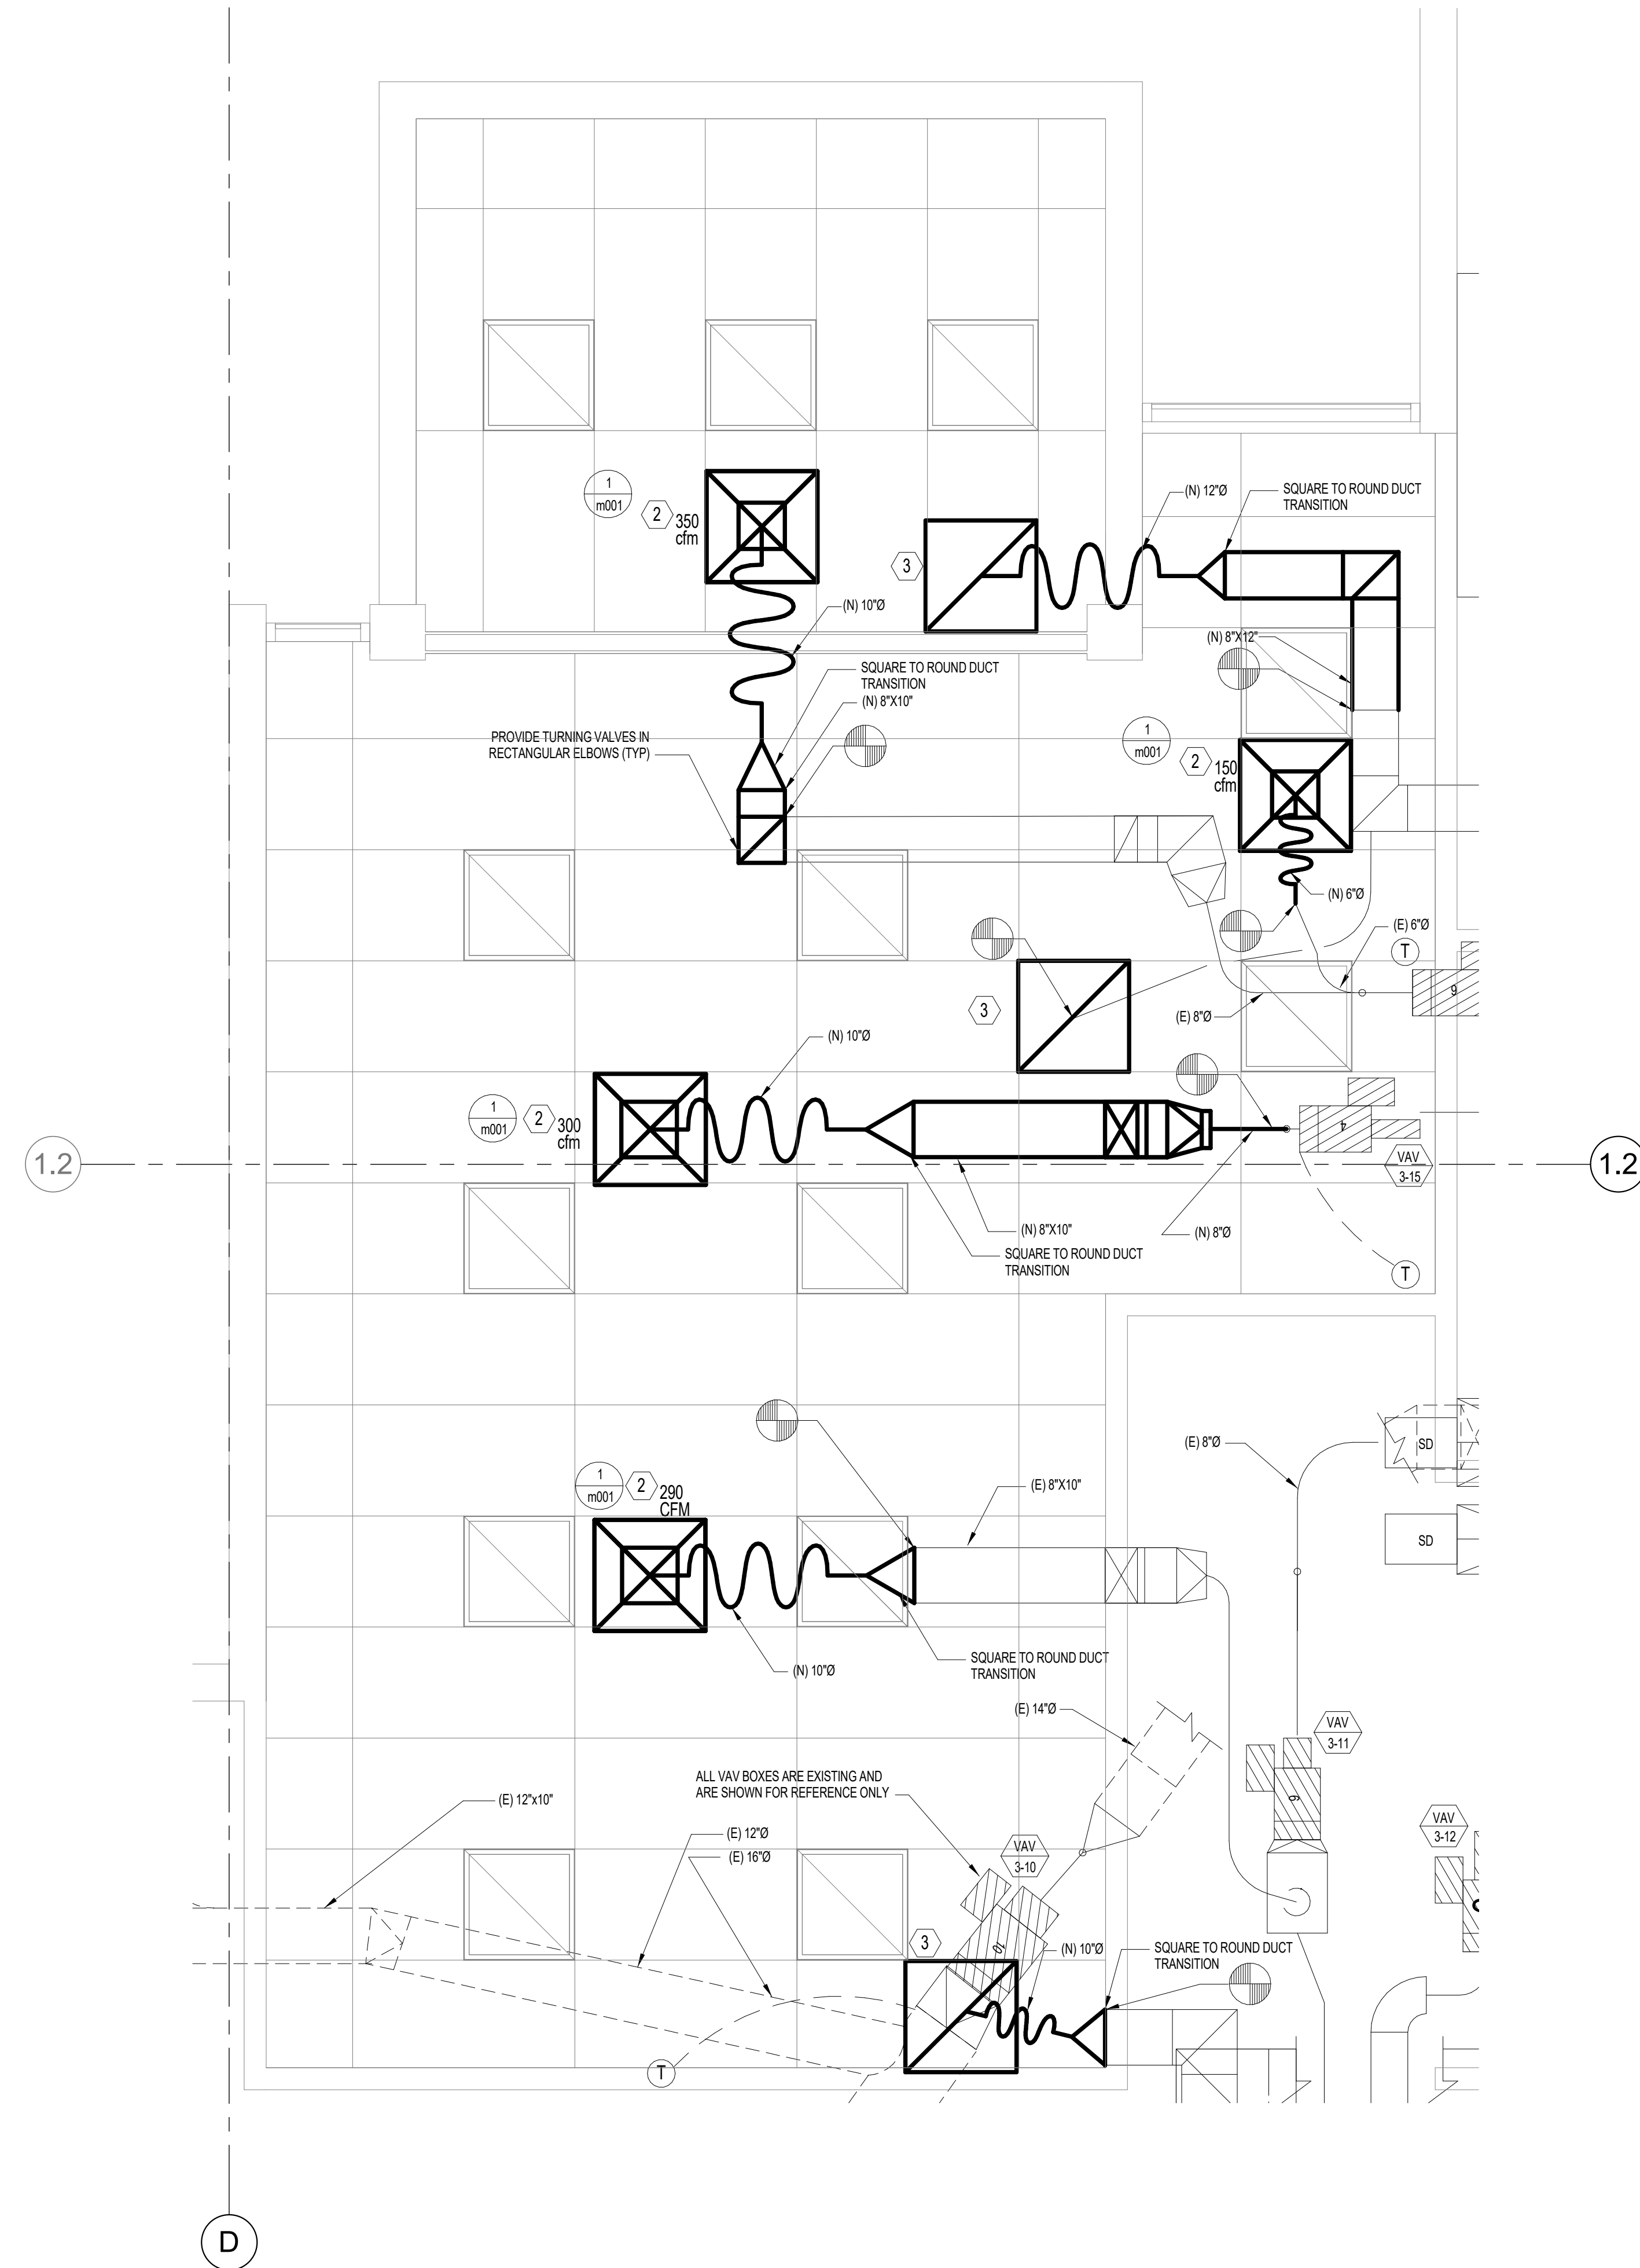 1
m001
2
350
cfm
3
(N) 12"Ø
SQUARE TO ROUND DUCT
TRANSITION
(N) 10"Ø
(N) 8"X12"
SQUARE TO ROUND DUCT
TRANSITION
(N) 8"X10"
PROVIDE TURNING VALVES IN
RECTANGULAR ELBOWS (TYP)
1
m001
2
150
cfm
(N) 6"Ø
(E) 6"Ø
T
6
3
(E) 8"Ø
(N) 10"Ø
1
m001
2
300
cfm
4
1.2
VAV
3-15
1.2
(N) 8"X10"
(N) 8"Ø
SQUARE TO ROUND DUCT
TRANSITION
T
(E) 8"Ø
SD
1
m001
2
290
CFM
(E) 8"X10"
SD
SQUARE TO ROUND DUCT
TRANSITION
(N) 10"Ø
(E) 14"Ø
VAV
3-11
ALL VAV BOXES ARE EXISTING AND
ARE SHOWN FOR REFERENCE ONLY
(E) 12"x10"
6
VAV
3-12
(E) 12"Ø
(E) 16"Ø
VAV
3-10
3
10
(N) 10"Ø
SQUARE TO ROUND DUCT
TRANSITION
T
D